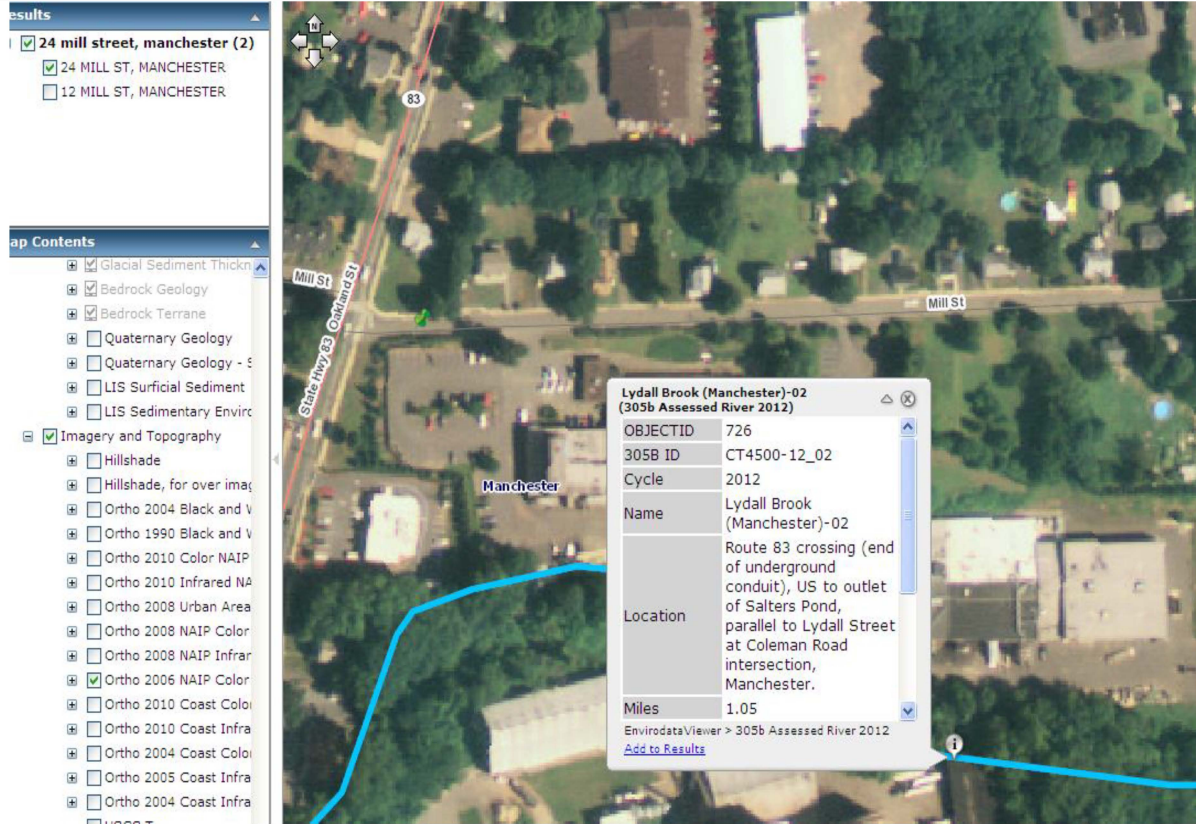 esults
24 mill street, manchester (2)
24 MILL ST, MANCHESTER
12 MILL ST, MANCHESTER
ap Contents
Glacial Sediment Thickn
Bedrock Geology
Bedrock Terrane
Quaternary Geology
Quaternary Geology - S
LIS Surficial Sediment
LIS Sedimentary Enviro
Imagery and Topography
Hillshade
Hillshade, for over imag
Ortho 2004 Black and W
Ortho 1990 Black and W
Ortho 2010 Color NAIP
Ortho 2010 Infrared NA
Ortho 2008 Urban Area
Ortho 2008 NAIP Color
Ortho 2008 NAIP Infrar
Ortho 2006 NAIP Color
Ortho 2010 Coast Color
Ortho 2010 Coast Infra
Ortho 2004 Coast Color
Ortho 2005 Coast Infra
Ortho 2004 Coast Infra
N
83
Mill St
State Hwy 83 Oakland St
Mill St
Manchester
Lydall Brook (Manchester)-02
(305b Assessed River 2012)
OBJECTID 726
305B ID CT4500-12_02
Cycle 2012
Name Lydall Brook
(Manchester)-02
Location Route 83 crossing (end
of underground
conduit), US to outlet
of Salters Pond,
parallel to Lydall Street
at Coleman Road
intersection,
Manchester.
Miles 1.05
EnvirodataViewer > 305b Assessed River 2012
Add to Results
i